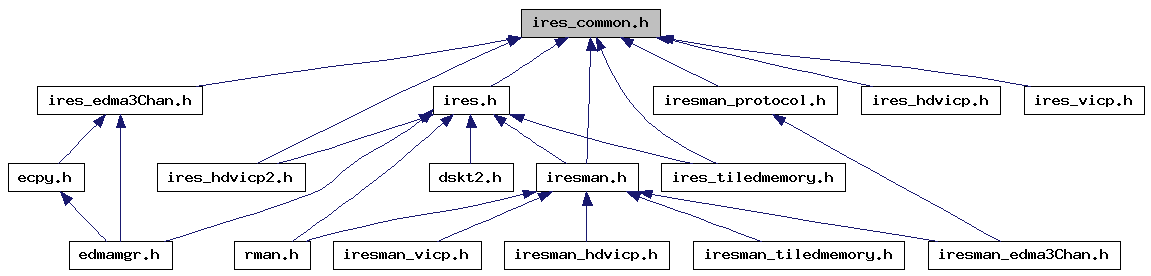 ires_common.h
ires_edma3Chan.h
ires.h
iresman_protocol.h
ires_hdvicp.h
ires_vicp.h
ecpy.h
ires_hdvicp2.h
dskt2.h
iresman.h
ires_tiledmemory.h
edmamgr.h
rman.h
iresman_vicp.h
iresman_hdvicp.h
iresman_tiledmemory.h
iresman_edma3Chan.h